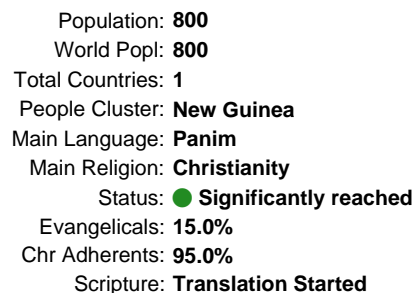 Population: 800
World Popl: 800
Total Countries: 1
People Cluster: New Guinea
Main Language: Panim
Main Religion: Christianity
Status: Significantly reached
Evangelicals: 15.0%
Chr Adherents: 95.0%
Scripture: Translation Started